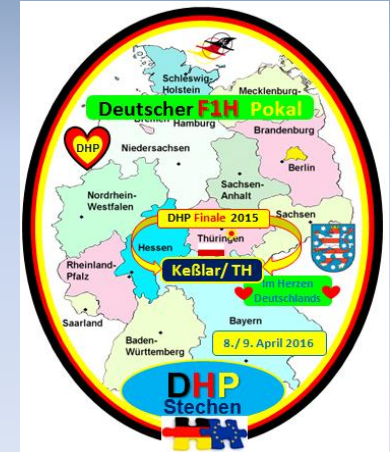 Schleswig-
Holstein
Mecklenburg-
Deutscher F1H Pokal
Bremen
Hamburg
Brandenburg
DHP
Niedersachsen
Berlin
Sachsen-
Anhalt
Nordrhein-
Westfalen
DHP Finale 2015
Sachsen
Thüringen
Hessen
Keßlar/ TH
Rheinland-
Pfalz
Im Herzen
Deutschlands
Saarland
Bayern
Baden-
Württemberg
8./ 9. April 2016
DHP
Stechen